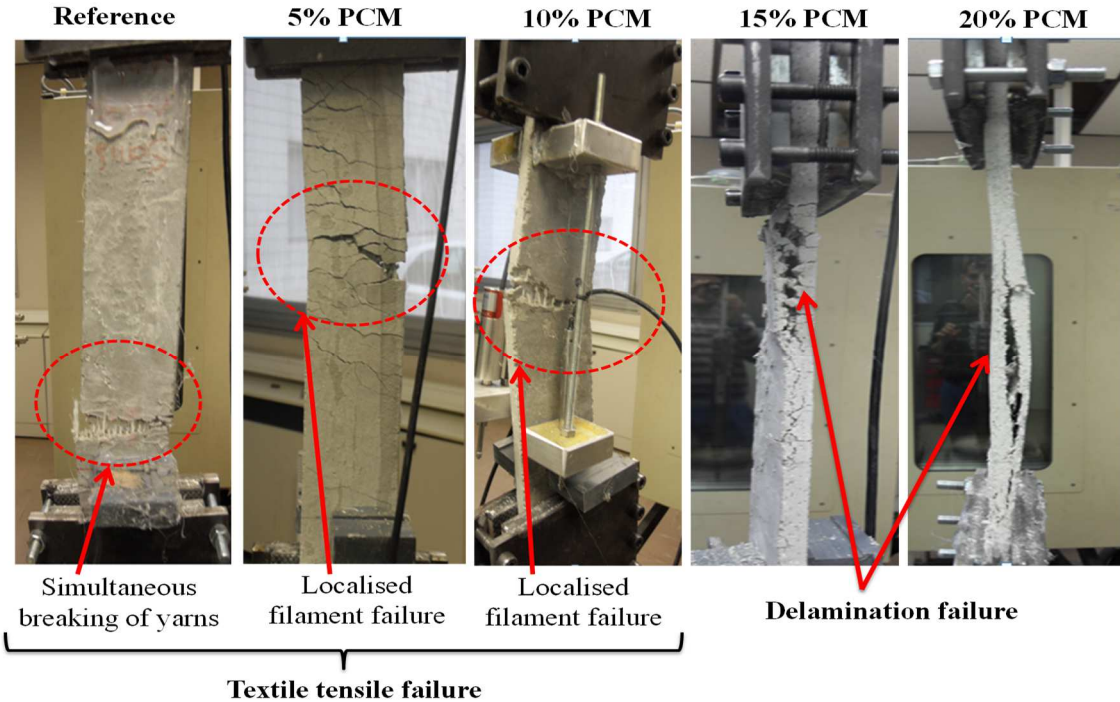 Reference
5% PCM
10% PCM
15% PCM
20% PCM
Simultaneous
breaking of yarns
Localised
filament failure
Localised
filament failure
Delamination failure
Textile tensile failure